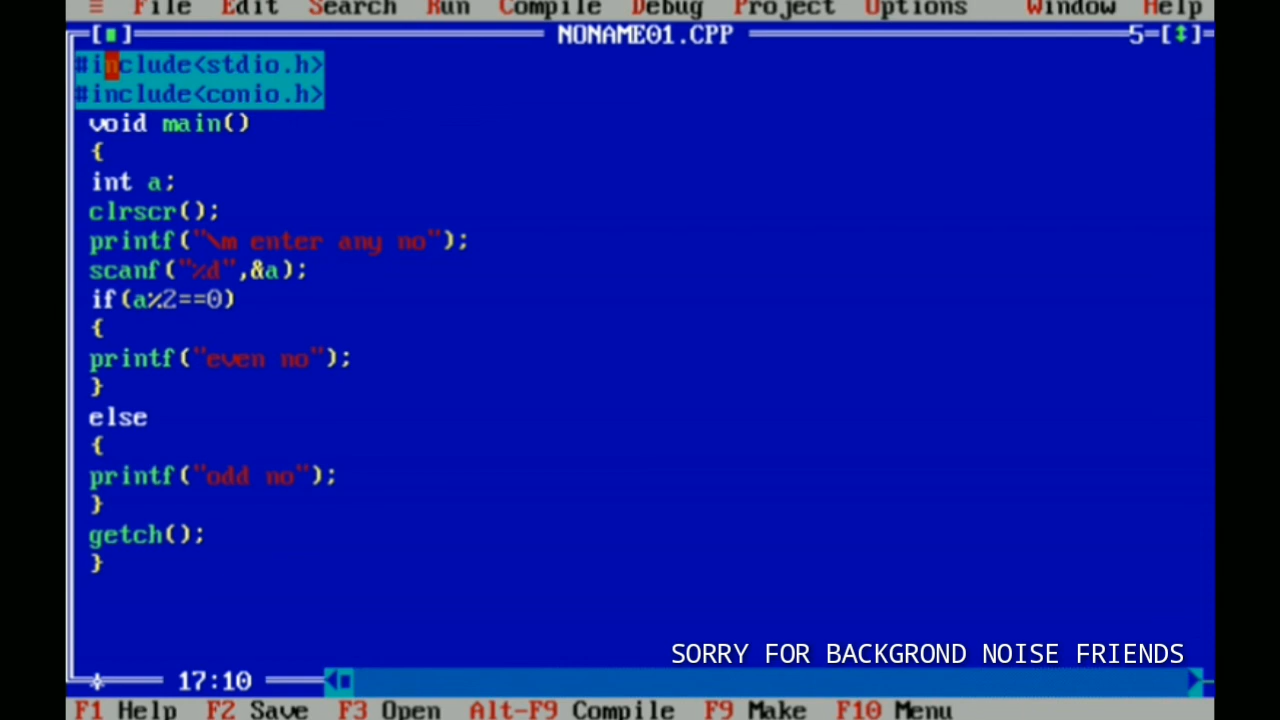 ≡ File Edit Search Run Compile Debug Project Options Window Help
[■] NONAME01.CPP 5=[↕]
#include<stdio.h>
#include<conio.h>
void main()
{
int a;
clrscr();
printf("\m enter any no");
scanf("%d",&a);
if(a%2==0)
{
printf("even no");
}
else
{
printf("odd no");
}
getch();
}
SORRY FOR BACKGROND NOISE FRIENDS
17:10
F1 Help F2 Save F3 Open Alt-F9 Compile F9 Make F10 Menu